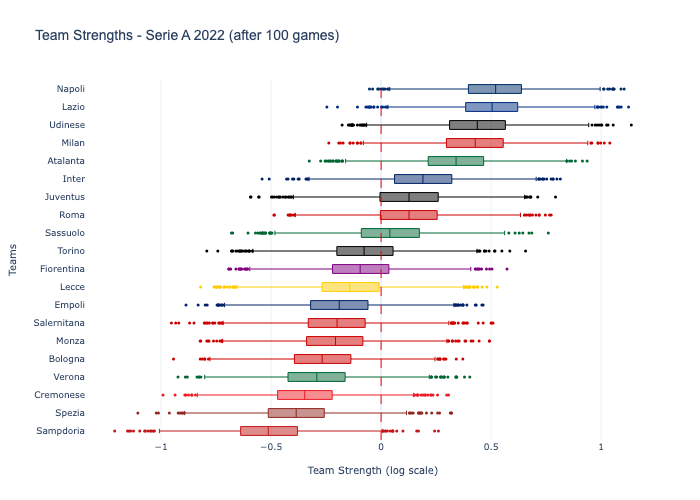 Team Strengths - Serie A 2022 (after 100 games)
Napoli
Lazio
Udinese
Milan
Atalanta
Inter
Juventus
Roma
Sassuolo
Torino
Fiorentina
Lecce
Empoli
Salernitana
Monza
Bologna
Verona
Cremonese
Spezia
Sampdoria
Teams
−1
−0.5
0
0.5
1
Team Strength (log scale)